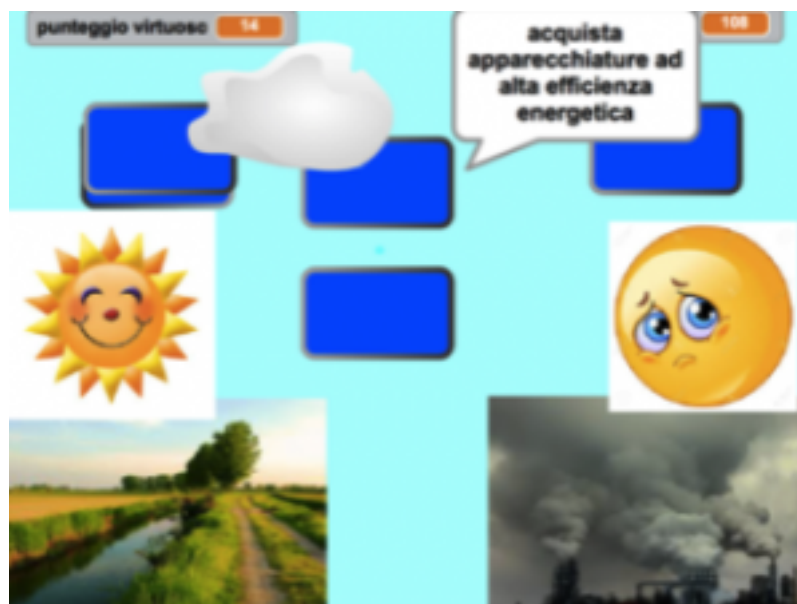 punteggio virtuoso 14
108
acquista
apparecchiature ad
alta efficienza
energetica